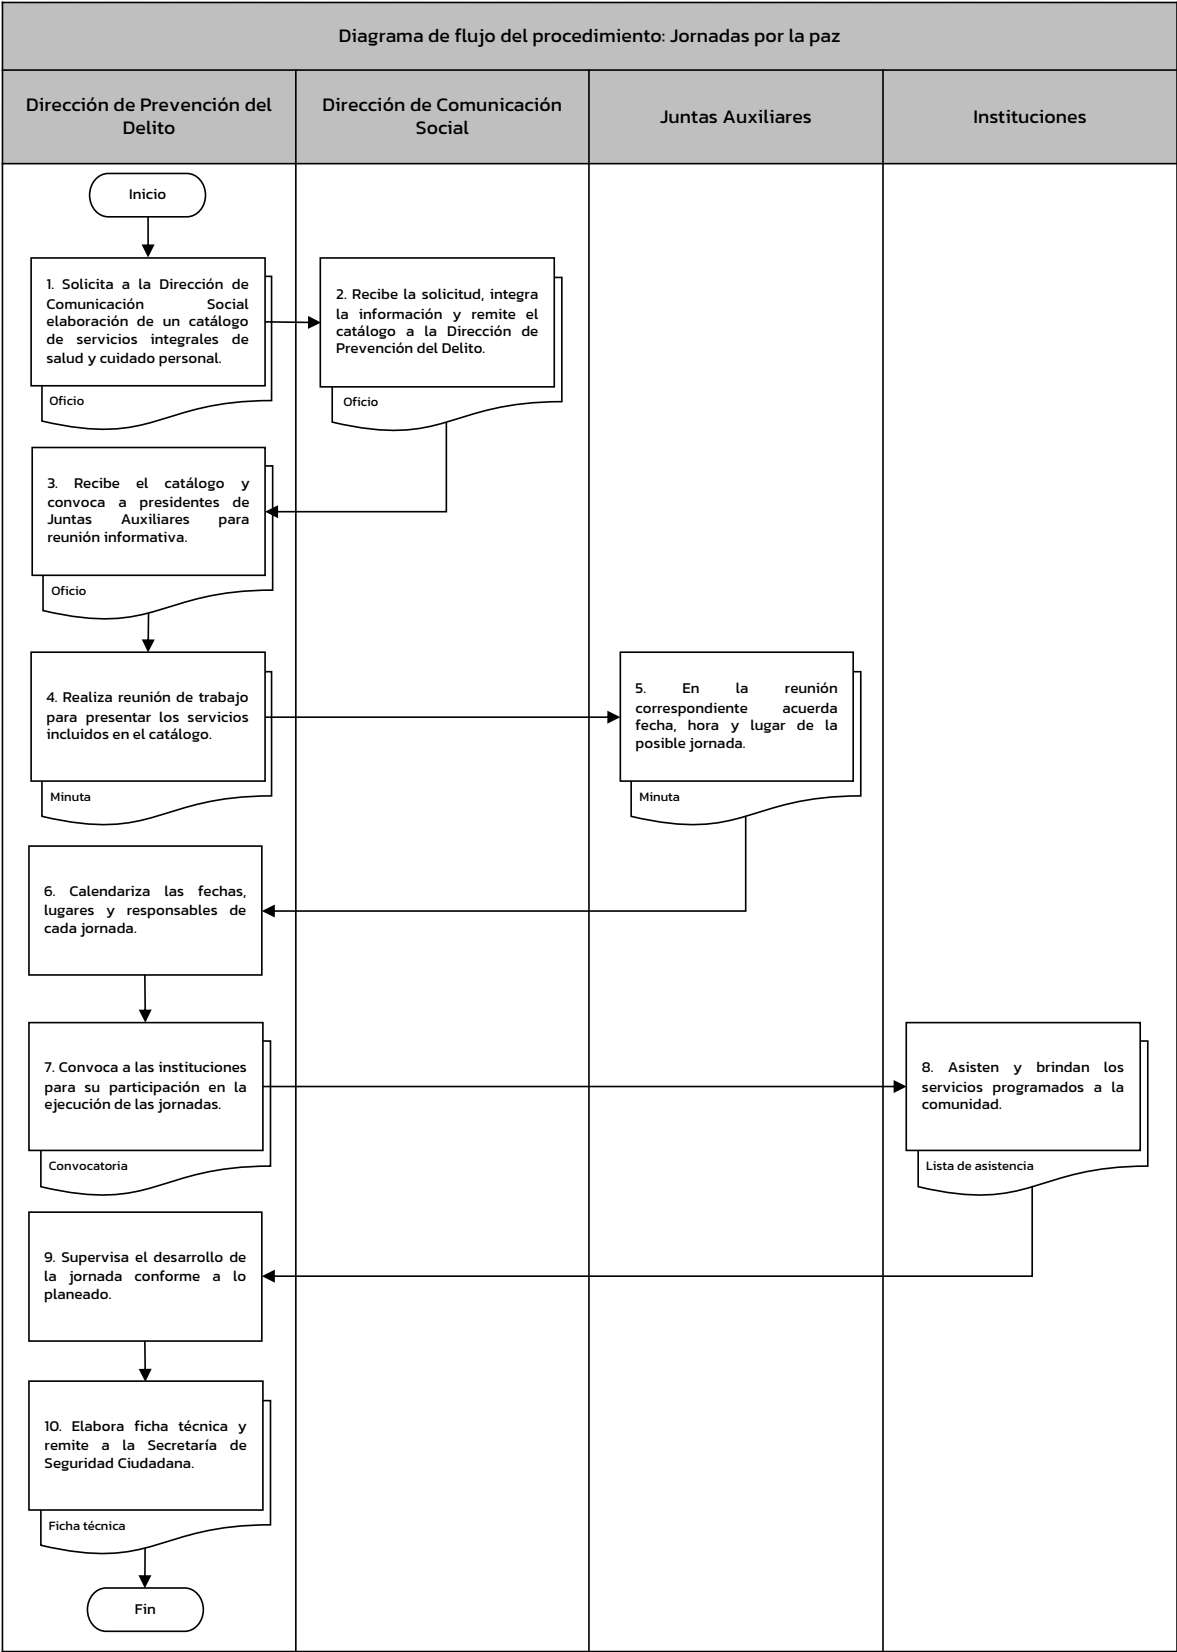 Diagrama de flujo del procedimiento: Jornadas por la paz
Dirección de Prevención del
Delito
Dirección de Comunicación
Social
Juntas Auxiliares
Instituciones
Inicio
1. Solicita a la Dirección de
Comunicación Social
elaboración de un catálogo
de servicios integrales de
salud y cuidado personal.
Oficio
2. Recibe la solicitud, integra
la información y remite el
catálogo a la Dirección de
Prevención del Delito.
Oficio
3. Recibe el catálogo y
convoca a presidentes de
Juntas Auxiliares para
reunión informativa.
Oficio
4. Realiza reunión de trabajo
para presentar los servicios
incluidos en el catálogo.
Minuta
5. En la reunión
correspondiente acuerda
fecha, hora y lugar de la
posible jornada.
Minuta
6. Calendariza las fechas,
lugares y responsables de
cada jornada.
7. Convoca a las instituciones
para su participación en la
ejecución de las jornadas.
Convocatoria
8. Asisten y brindan los
servicios programados a la
comunidad.
Lista de asistencia
9. Supervisa el desarrollo de
la jornada conforme a lo
planeado.
10. Elabora ficha técnica y
remite a la Secretaría de
Seguridad Ciudadana.
Ficha técnica
Fin